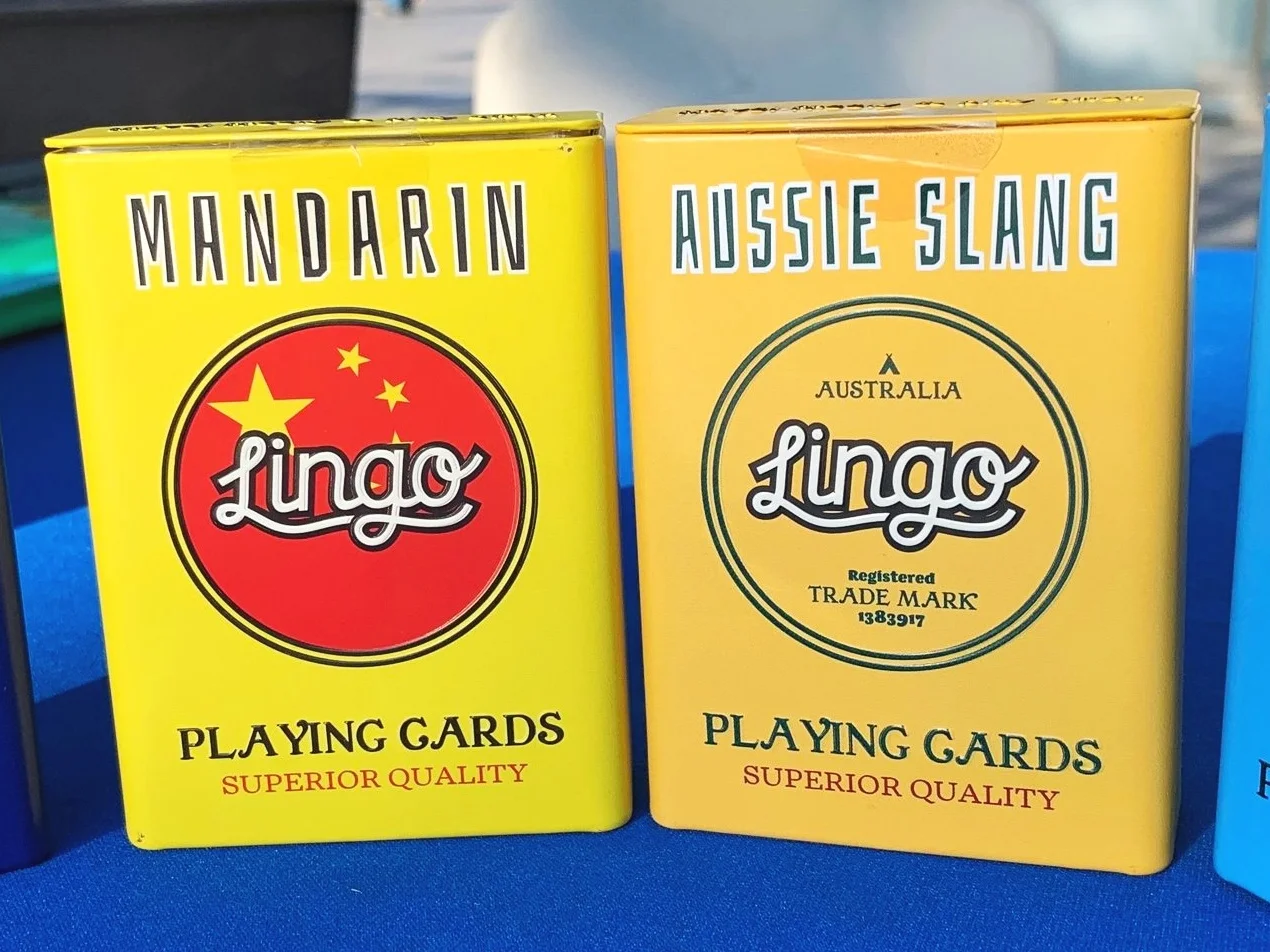 MANDARIN
Lingo
PLAYING CARDS
SUPERIOR QUALITY
AUSSIE SLANG
AUSTRALIA
Lingo
Registered
TRADE MARK
1383917
PLAYING CARDS
SUPERIOR QUALITY